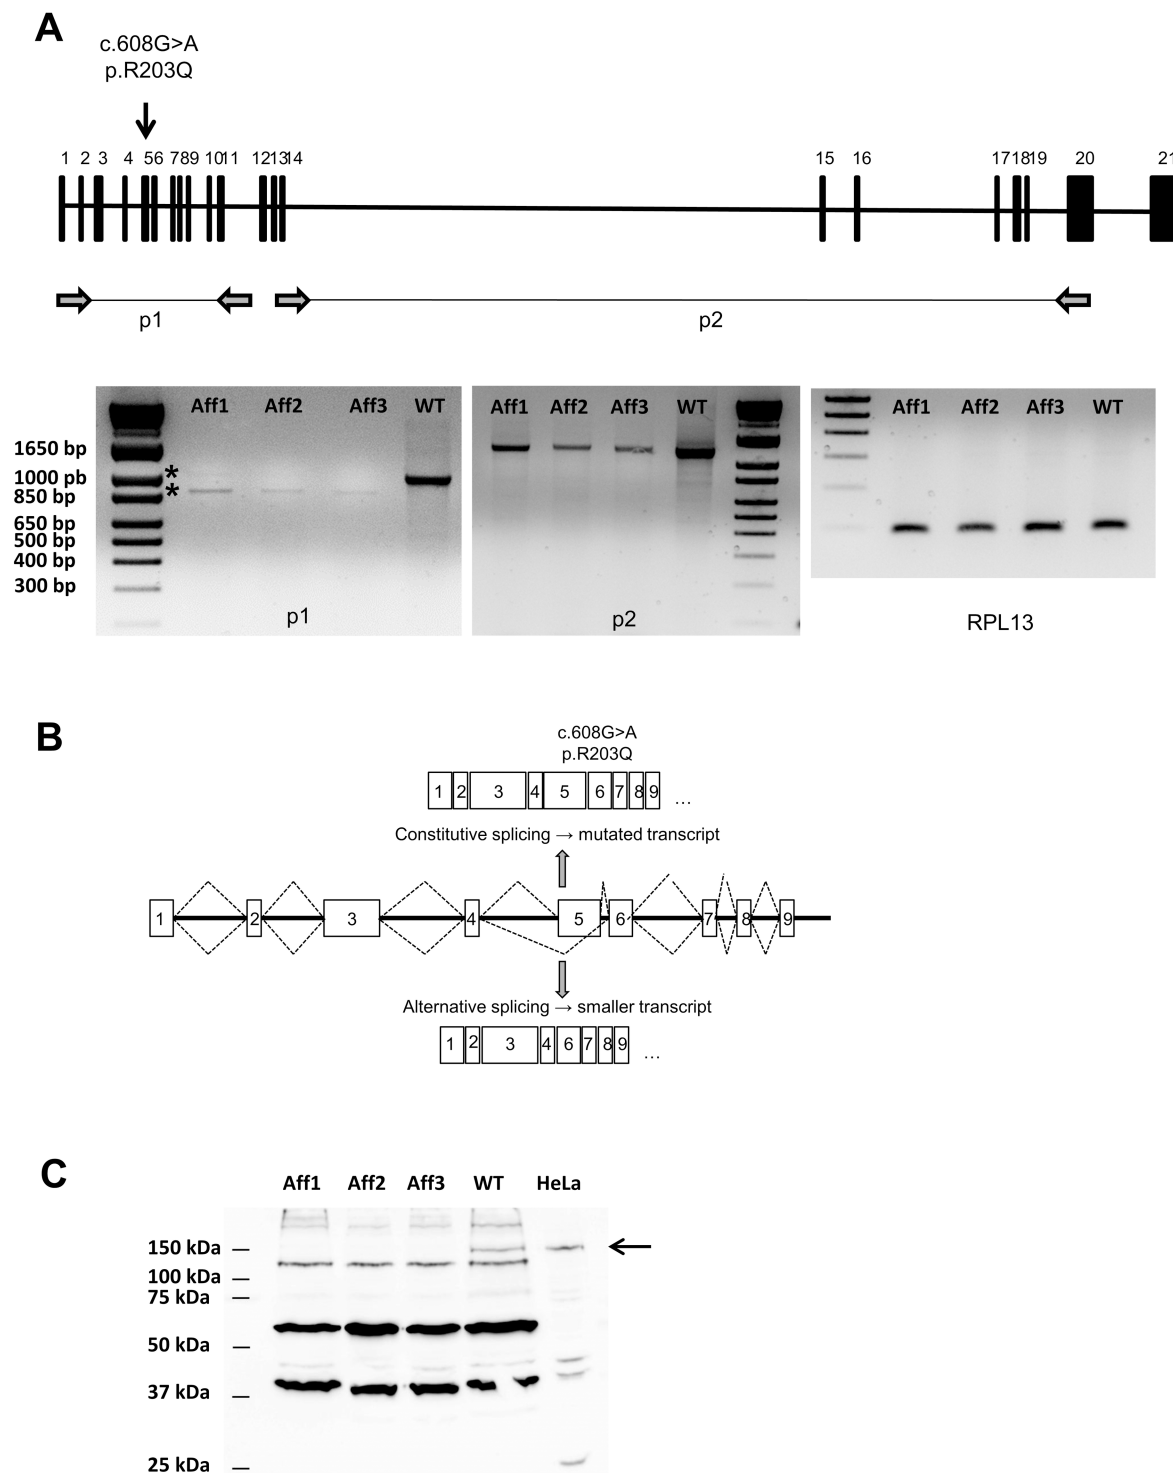 A
c.608G>A
p.R203Q
1 2 3 4 56 789 1011 121314 15 16 171819 20 21
p1 p2
Aff1 Aff2 Aff3 WT
Aff1 Aff2 Aff3 WT
Aff1 Aff2 Aff3 WT
1650 bp
1000 pb *
850 bp *
650 bp
500 bp
400 bp
300 bp
p1
p2
RPL13
B
c.608G>A
p.R203Q
1 2 3 4 5 6 7 8 9 ...
Constitutive splicing → mutated transcript
1 2 3 4 5 6 7 8 9
Alternative splicing → smaller transcript
1 2 3 4 6 7 8 9 ...
C
Aff1 Aff2 Aff3 WT HeLa
150 kDa
100 kDa
75 kDa
50 kDa
37 kDa
25 kDa